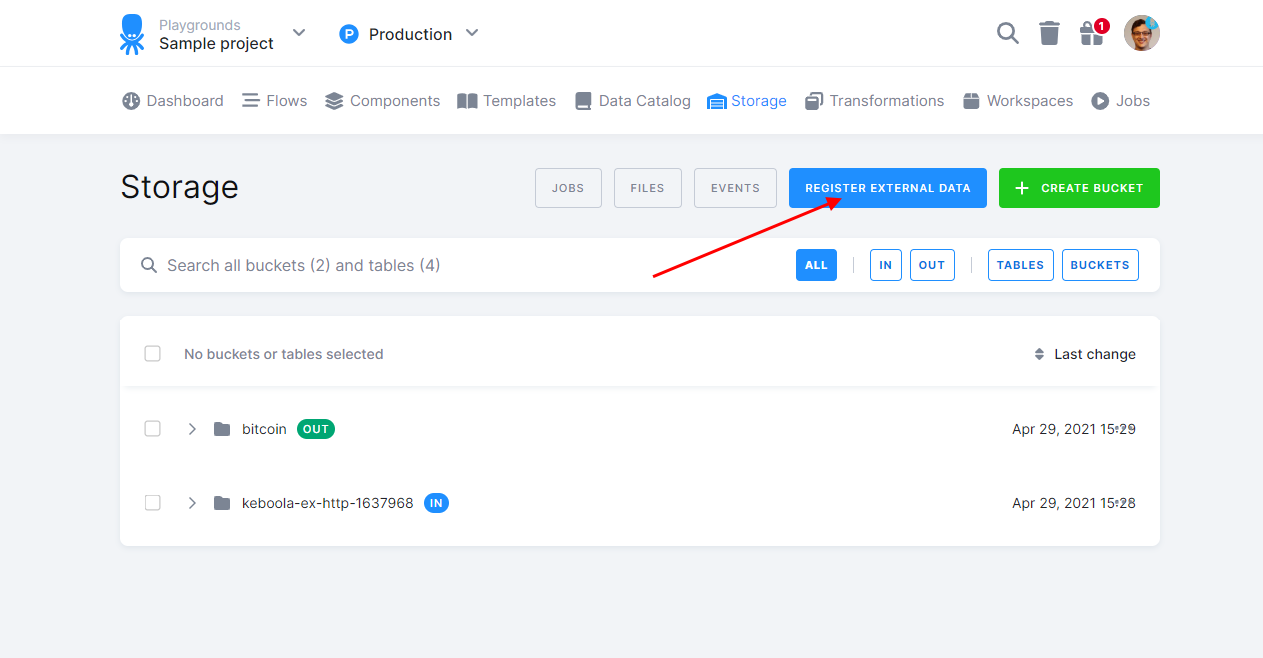 Playgrounds
Sample project
P Production
1
Dashboard Flows Components Templates Data Catalog Storage Transformations Workspaces Jobs
Storage
JOBS FILES EVENTS REGISTER EXTERNAL DATA + CREATE BUCKET
Search all buckets (2) and tables (4) ALL IN OUT TABLES BUCKETS
No buckets or tables selected Last change
bitcoin OUT Apr 29, 2021 15:29
keboola-ex-http-1637968 IN Apr 29, 2021 15:28